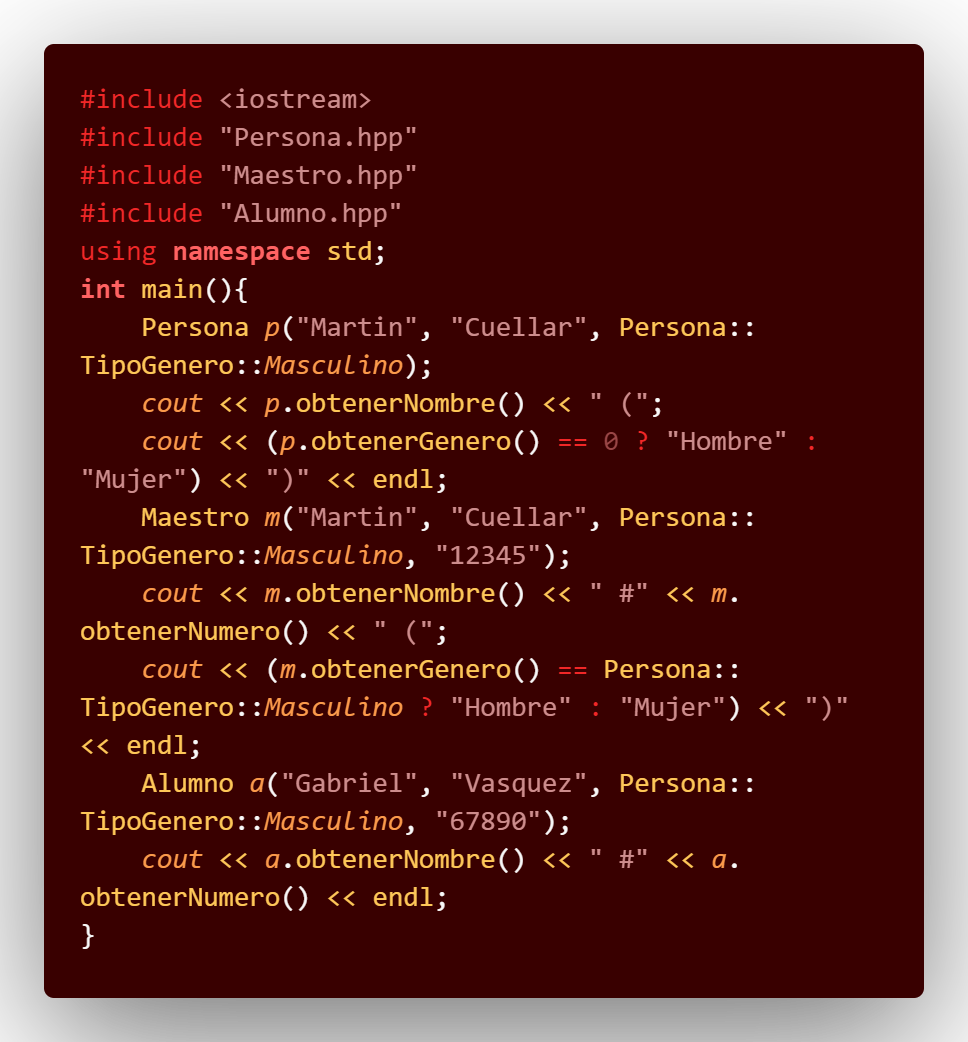 #include <iostream>
#include "Persona.hpp"
#include "Maestro.hpp"
#include "Alumno.hpp"
using namespace std;
int main(){
    Persona p("Martin", "Cuellar", Persona::
TipoGenero::Masculino);
    cout << p.obtenerNombre() << " (";
    cout << (p.obtenerGenero() == 0 ? "Hombre" :
"Mujer") << ")" << endl;
    Maestro m("Martin", "Cuellar", Persona::
TipoGenero::Masculino, "12345");
    cout << m.obtenerNombre() << " #" << m.
obtenerNumero() << " (";
    cout << (m.obtenerGenero() == Persona::
TipoGenero::Masculino ? "Hombre" : "Mujer") << ")"
<< endl;
    Alumno a("Gabriel", "Vasquez", Persona::
TipoGenero::Masculino, "67890");
    cout << a.obtenerNombre() << " #" << a.
obtenerNumero() << endl;
}